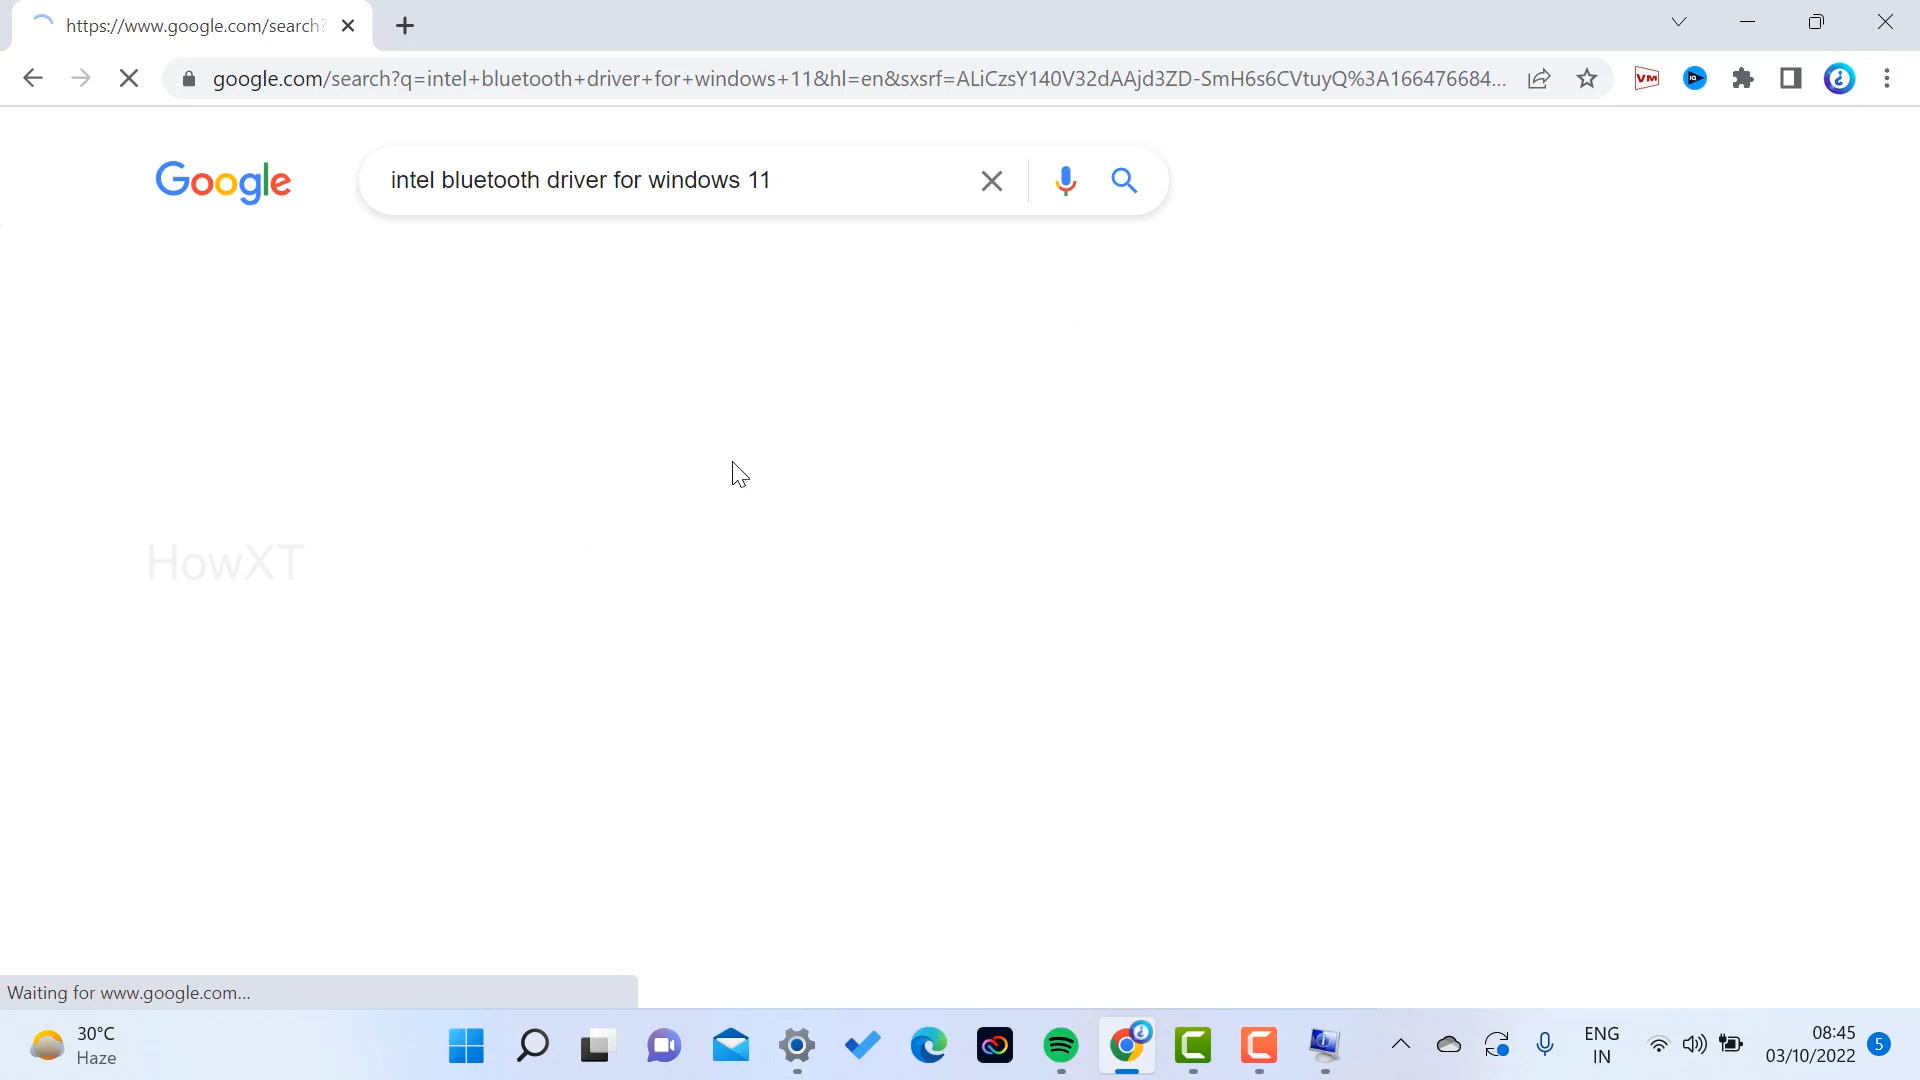 https://www.google.com/search?
google.com/search?q=intel+bluetooth+driver+for+windows+11&hl=en&sxsrf=ALiCzsY140V32dAAjd3ZD-SmH6s6CVtuyQ%3A166476684...
VM
Google
intel bluetooth driver for windows 11
HowXT
Waiting for www.google.com...
30°C
Haze
ENG
IN
08:45
03/10/2022
5